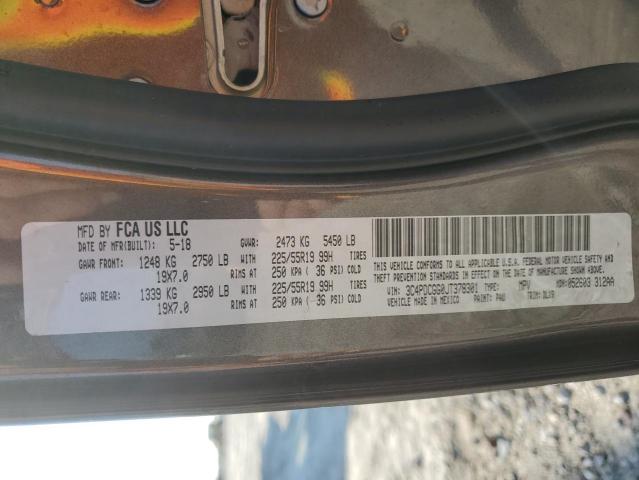 MFD BY FCA US LLC
DATE OF MFR(BUILT): 5-18 GVWR: 2473 KG 5450 LB
GAWR FRONT: 1248 KG 2750 LB WITH 225/55R19 99H TIRES
19X7.0 RIMS AT 250 KPA ( 36 PSI) COLD
GAWR REAR: 1339 KG 2950 LB WITH 225/55R19 99H TIRES
19X7.0 RIMS AT 250 KPA ( 36 PSI) COLD
THIS VEHICLE CONFORMS TO ALL APPLICABLE U.S.A. FEDERAL MOTOR VEHICLE SAFETY AND
THEFT PREVENTION STANDARDS IN EFFECT ON THE DATE OF MANUFACTURE SHOWN ABOVE.
VIN: 3C4PDCGG0JT378301 TYPE: MPV MDH: 052603 312AA
VEHICLE MADE IN MEXICO PAINT: PAU TRIM: